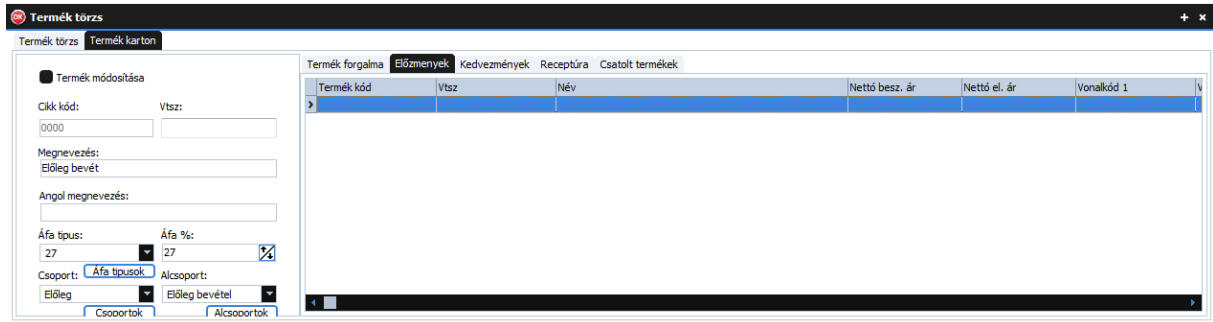 DK Termék törzs
Termék törzs Termék karton
Termék módosítása
Cikk kód: Vtsz:
0000
Megnevezés:
Előleg bevét
Angol megnevezés:
Áfa tipus: Áfa %:
27 27
Csoport: Áfa tipusok Alcsoport:
Előleg Előleg bevétel
Csoportok Alcsoportok
Termék forgalma Előzmények Kedvezmények Receptúra Csatolt termékek
Termék kód Vtsz Név Nettó besz. ár Nettó el. ár Vonalkód 1 V